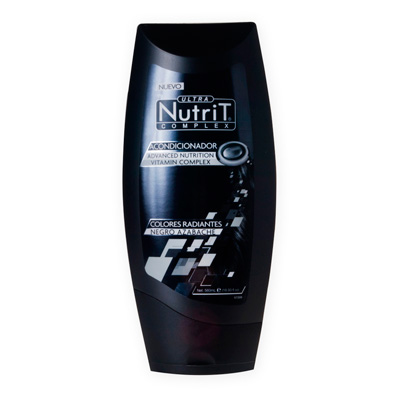 NUEVO
ULTRA
NutriT
COMPLEX
ACONDICIONADOR
ADVANCED NUTRITION
VITAMIN COMPLEX
COLORES RADIANTES
NEGRO AZABACHE